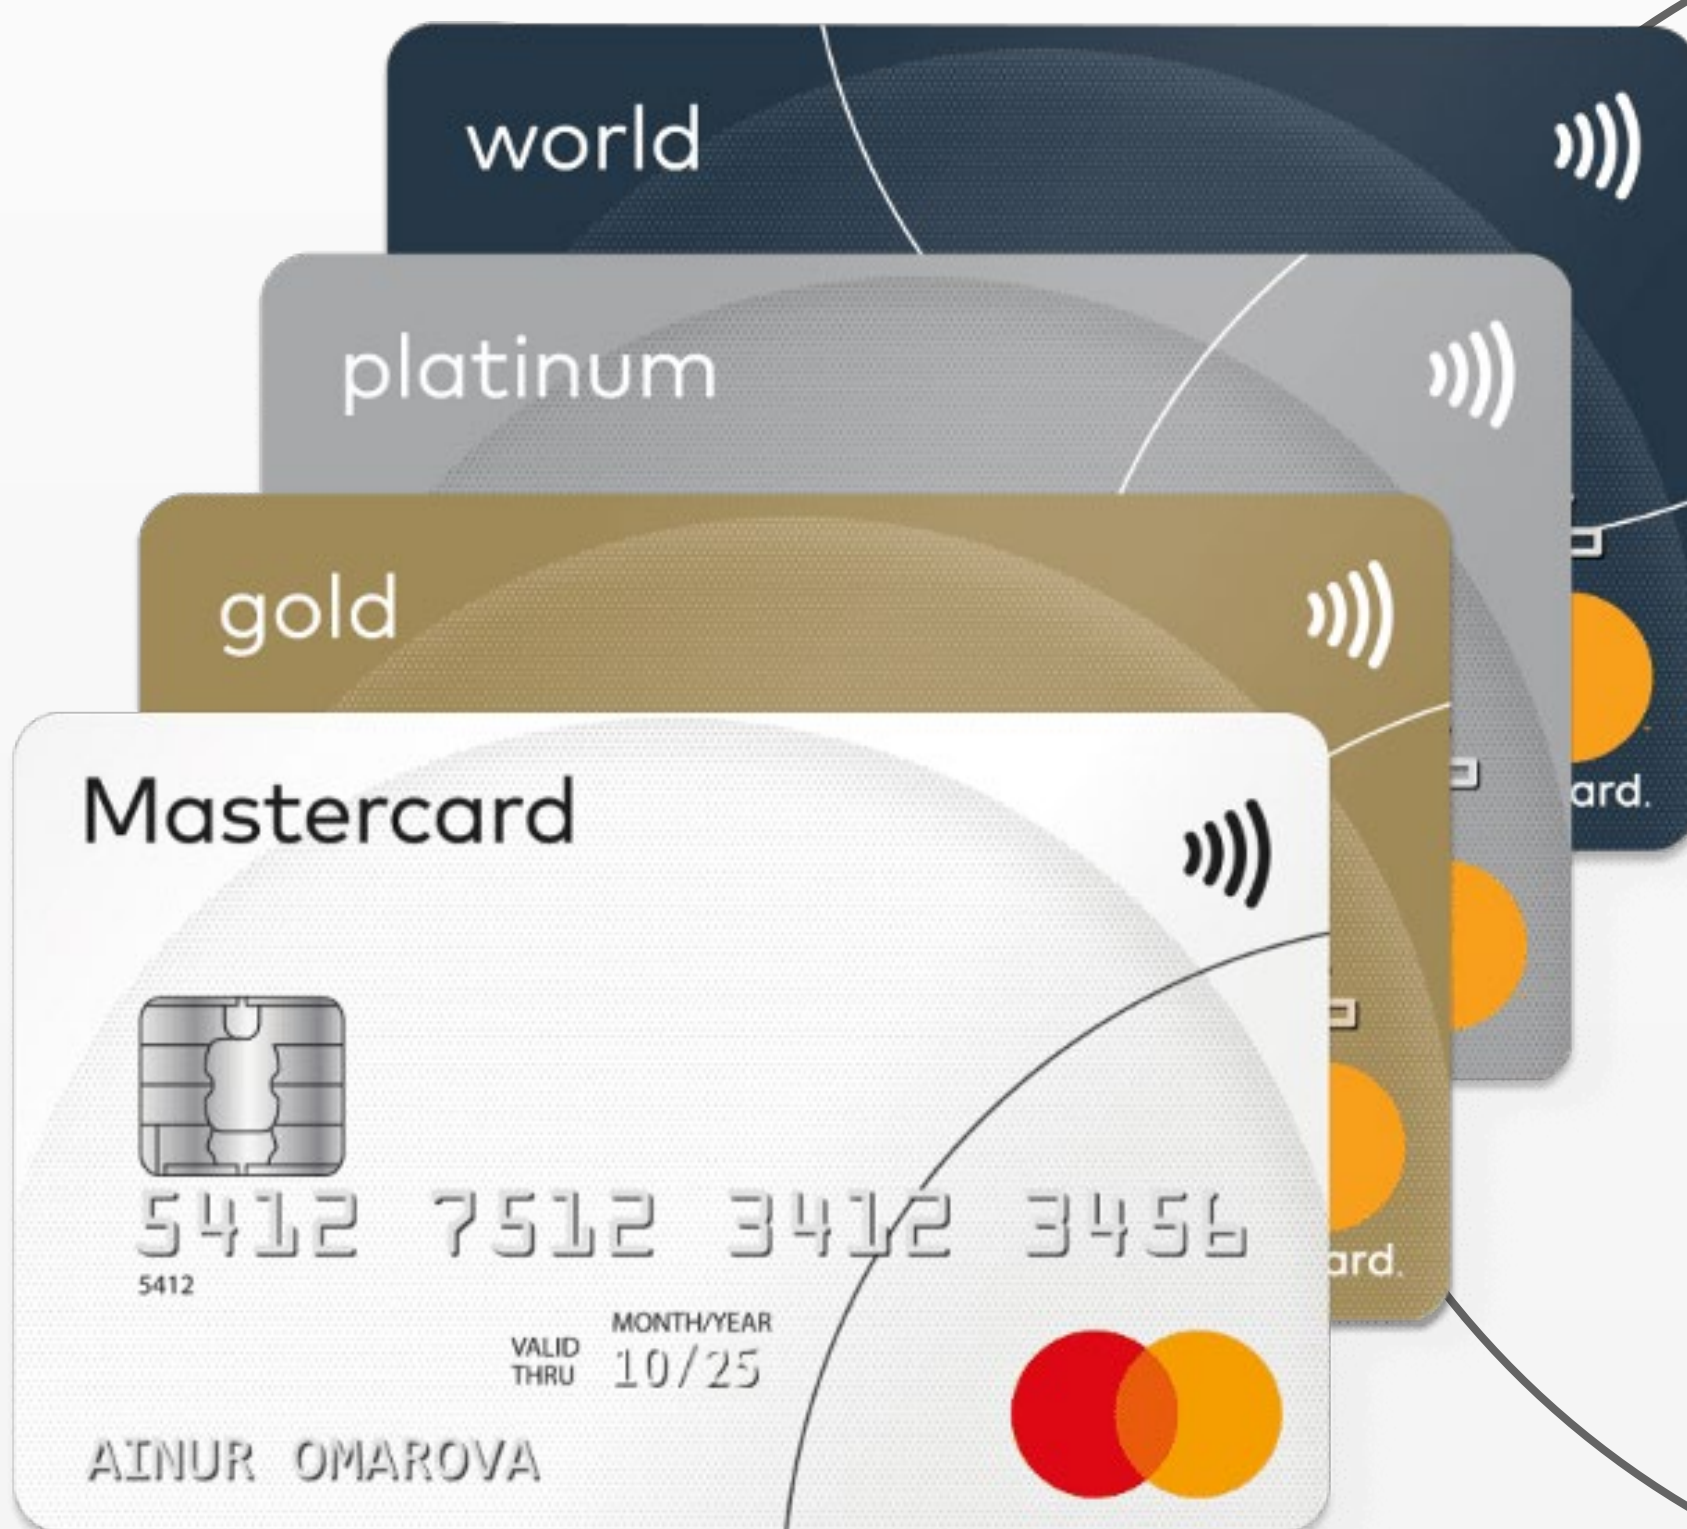 world
platinum
gold
Mastercard
5412 7512 3412 3456
5412
MONTH/YEAR
VALID
THRU
10/25
AINUR OMAROVA
ard.
ard.